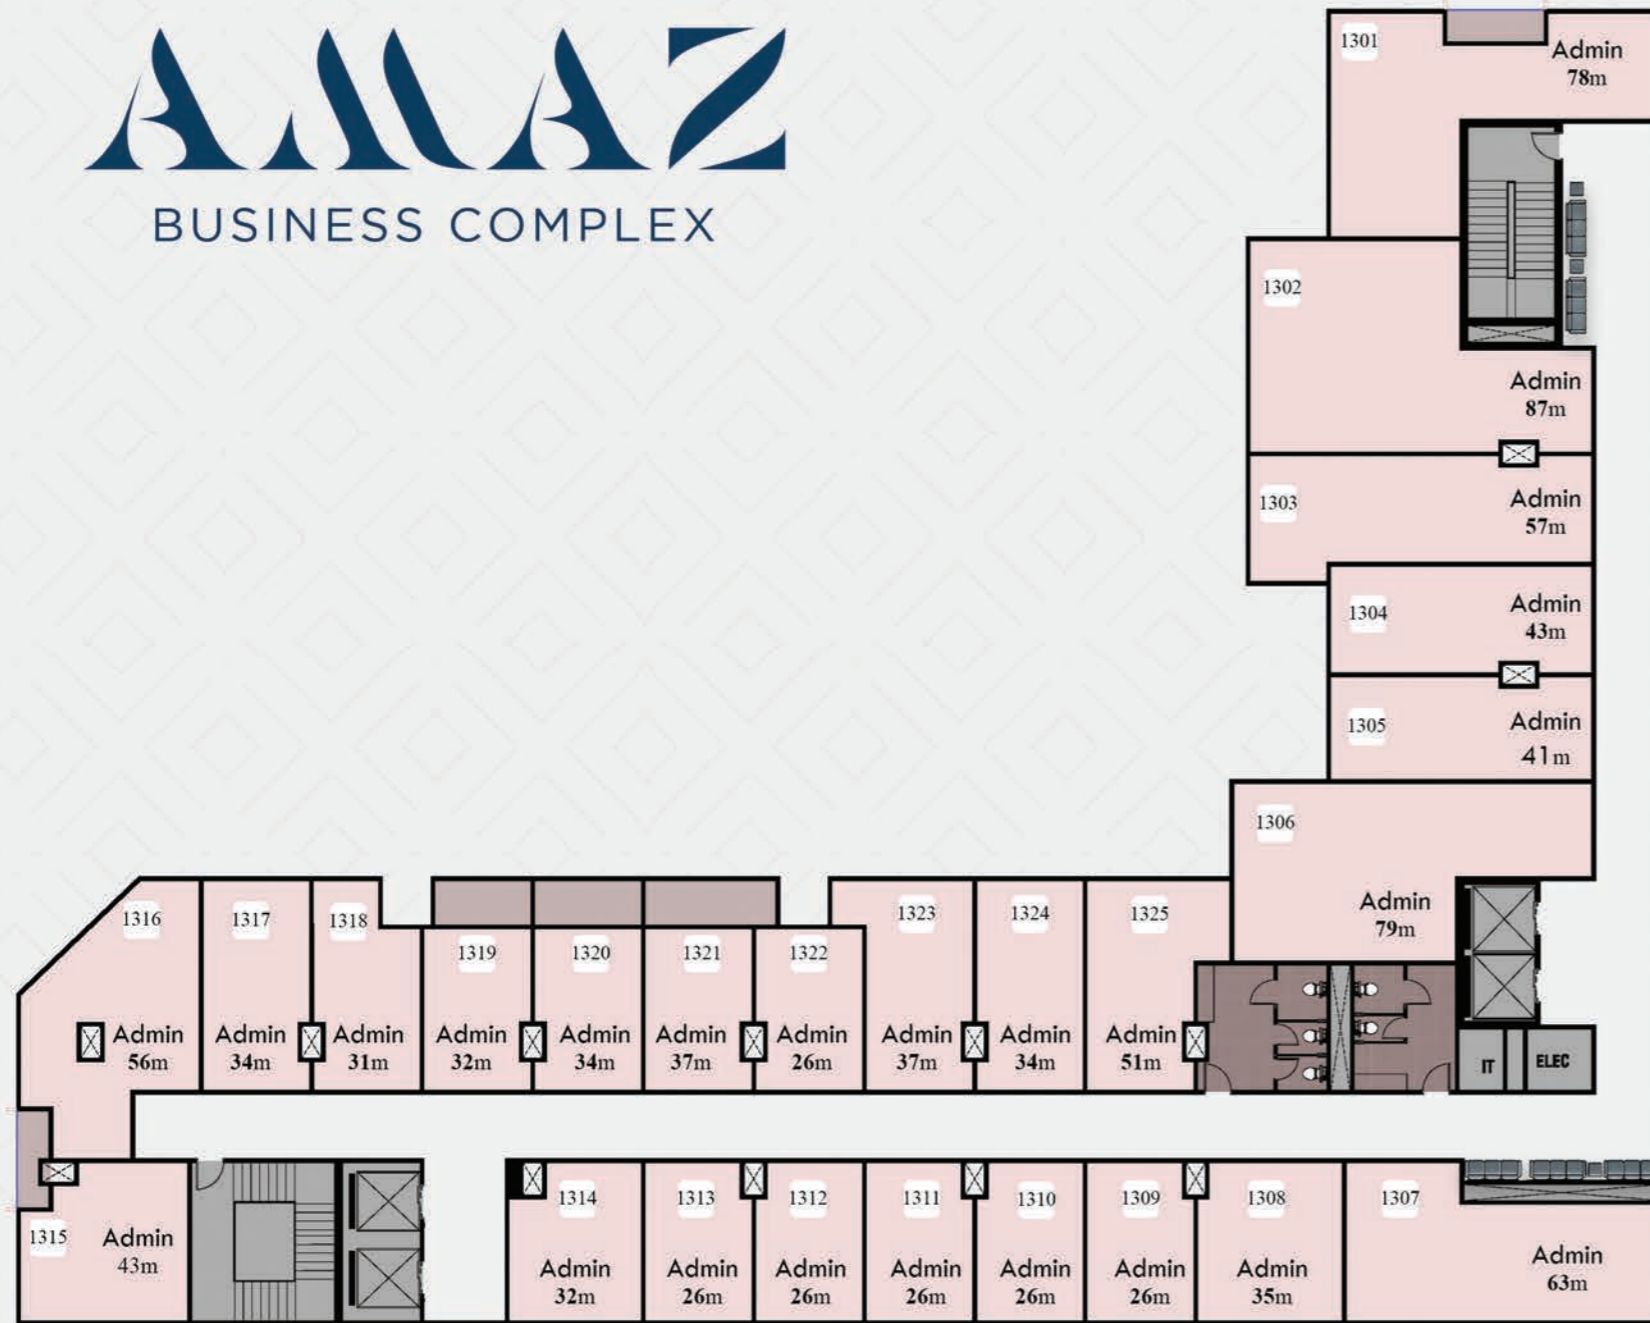 AMAZ
BUSINESS COMPLEX
1301
Admin
78m
1302
Admin
87m
1303
Admin
57m
1304
Admin
43m
1305
Admin
41m
1306
Admin
79m
1316
Admin
56m
1317
Admin
34m
1318
Admin
31m
1319
Admin
32m
1320
Admin
34m
1321
Admin
37m
1322
Admin
26m
1323
Admin
37m
1324
Admin
34m
1325
Admin
51m
IT
ELEC
1315
Admin
43m
1314
Admin
32m
1313
Admin
26m
1312
Admin
26m
1311
Admin
26m
1310
Admin
26m
1309
Admin
26m
1308
Admin
35m
1307
Admin
63m